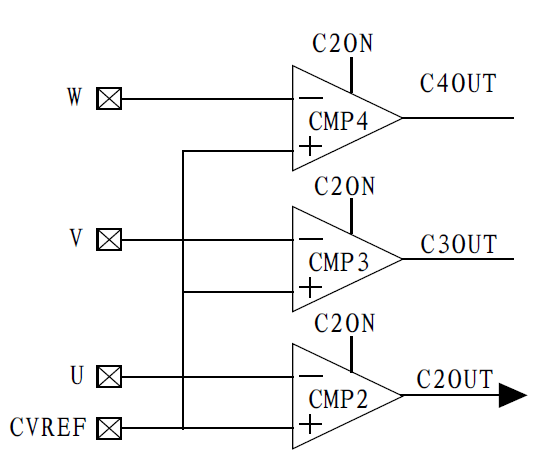 C2ON
C4OUT
W
CMP4
C2ON
V
C3OUT
CMP3
C2ON
U
C2OUT
CMP2
CVREF